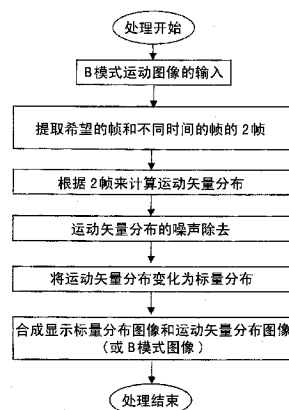 处理开始
B模式运动图像的输入
提取希望的帧和不同时间的帧的2帧
根据2帧来计算运动矢量分布
运动矢量分布的噪声除去
将运动矢量分布变化为标量分布
合成显示标量分布图像和运动矢量分布图像
(或B模式图像)
处理结束